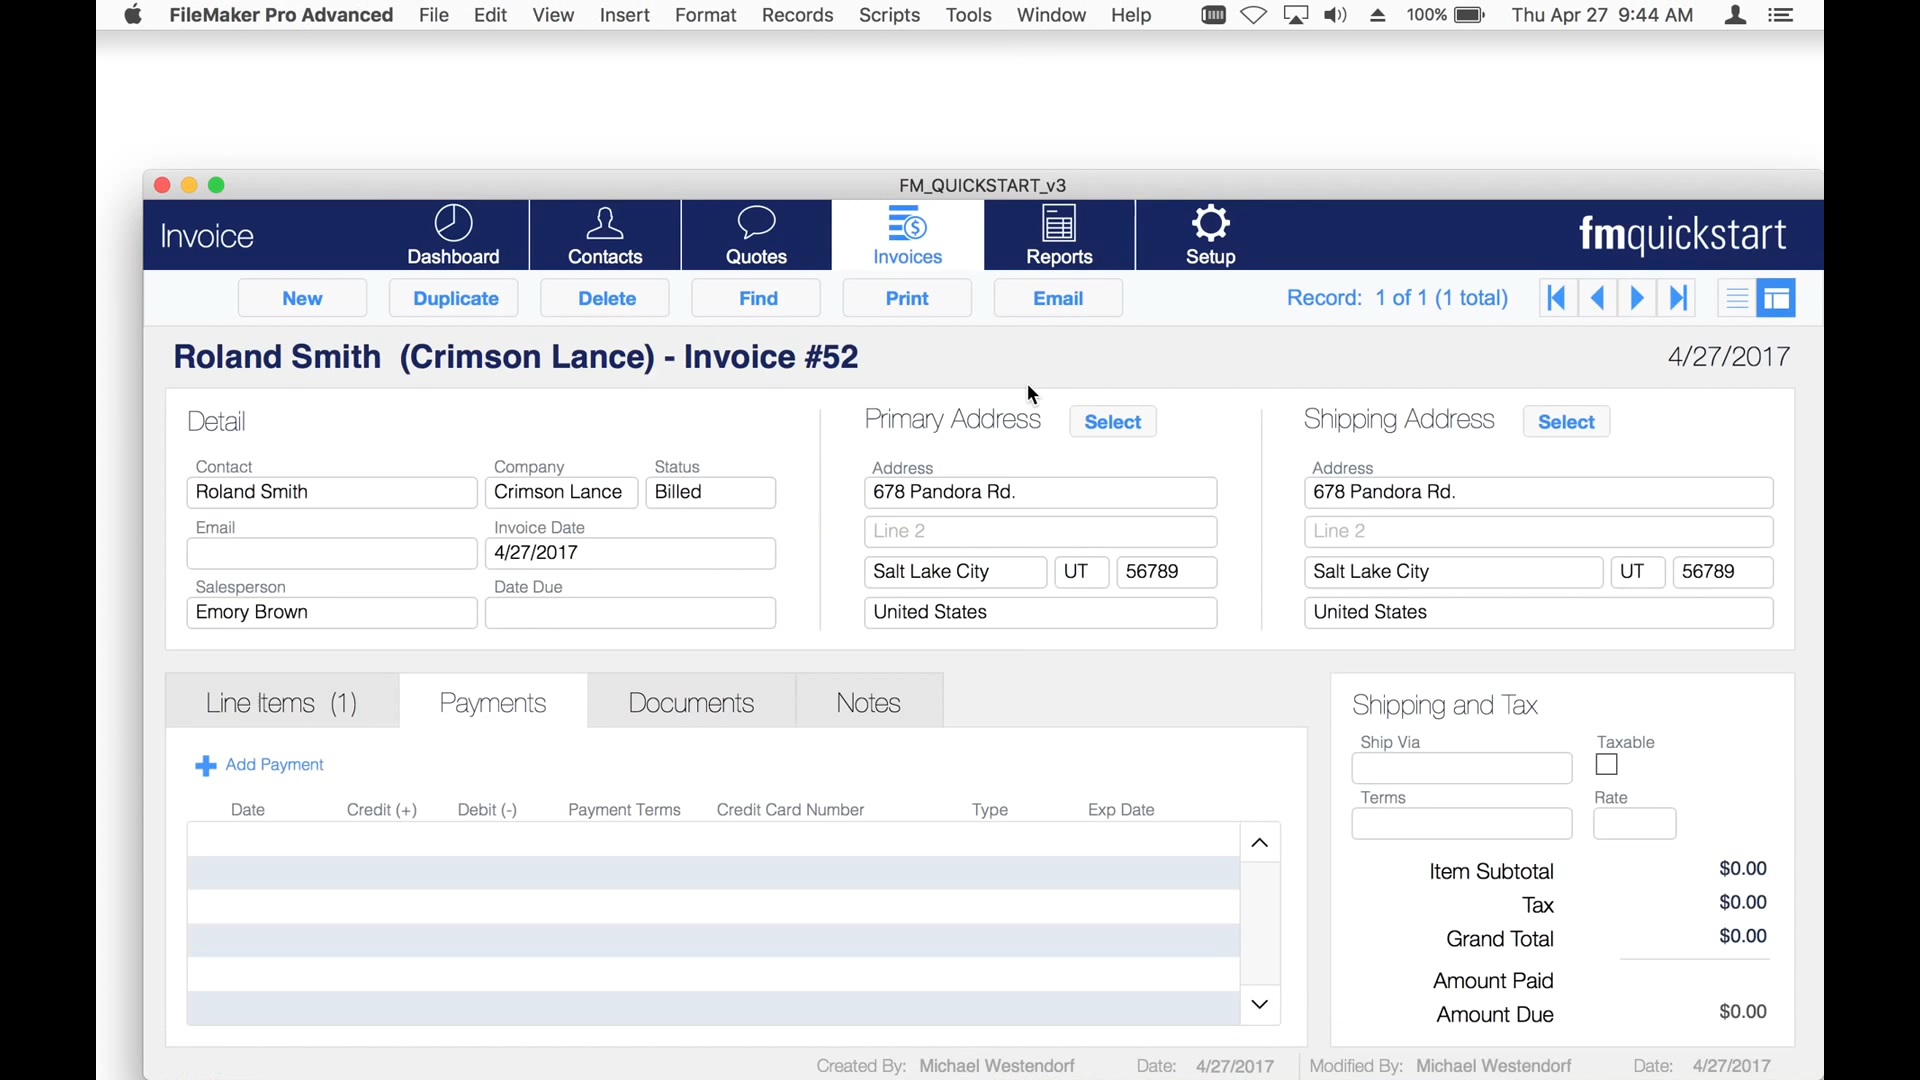 FileMaker Pro Advanced File Edit View Insert Format Records Scripts Tools Window Help 100% Thu Apr 27 9:44 AM
FM_QUICKSTART_v3
Invoice Dashboard Contacts Quotes Invoices Reports Setup fmquickstart
New Duplicate Delete Find Print Email Record: 1 of 1 (1 total)
Roland Smith (Crimson Lance) - Invoice #52 4/27/2017
Detail Primary Address Select Shipping Address Select
Contact Company Status Address Address
Roland Smith Crimson Lance Billed 678 Pandora Rd. 678 Pandora Rd.
Email Invoice Date Line 2 Line 2
4/27/2017
Salesperson Date Due Salt Lake City UT 56789 Salt Lake City UT 56789
Emory Brown United States United States
Line Items (1) Payments Documents Notes Shipping and Tax
Ship Via Taxable
Add Payment
Terms Rate
Date Credit (+) Debit (-) Payment Terms Credit Card Number Type Exp Date
Item Subtotal $0.00
Tax $0.00
Grand Total $0.00
Amount Paid
Amount Due $0.00
Created By: Michael Westendorf Date: 4/27/2017 Modified By: Michael Westendorf Date: 4/27/2017